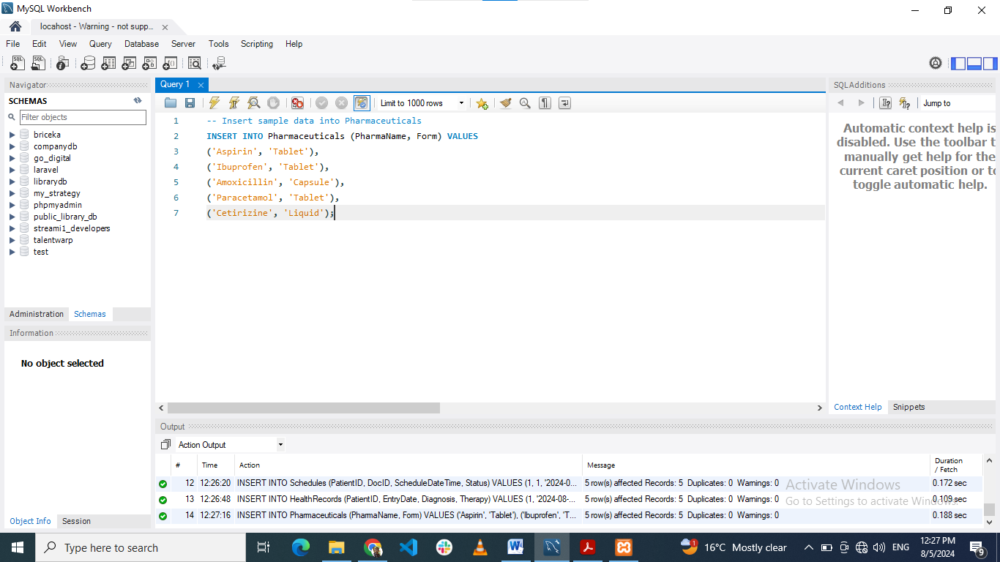 MySQL Workbench
locahost - Warning - not supp...
File Edit View Query Database Server Tools Scripting Help
Navigator
SCHEMAS
Filter objects
briceka
companydb
go_digital
laravel
librarydb
my_strategy
phpmyadmin
public_library_db
streami1_developers
talentwarp
test
Administration Schemas
Information
No object selected
Object Info Session
Query 1
Limit to 1000 rows
1 -- Insert sample data into Pharmaceuticals
2 INSERT INTO Pharmaceuticals (PharmaName, Form) VALUES
3 ('Aspirin', 'Tablet'),
4 ('Ibuprofen', 'Tablet'),
5 ('Amoxicillin', 'Capsule'),
6 ('Paracetamol', 'Tablet'),
7 ('Cetirizine', 'Liquid');
SQLAdditions
Jump to
Automatic context help is
disabled. Use the toolbar t
manually get help for the
current caret position or to
toggle automatic help.
Context Help Snippets
Output
Action Output
# Time Action Message Duration / Fetch
12 12:26:20 INSERT INTO Schedules (PatientID, DocID, ScheduleDateTime, Status) VALUES (1, 1, '2024-0... 5 row(s) affected Records: 5 Duplicates: 0 Warnings: 0 0.172 sec
13 12:26:48 INSERT INTO HealthRecords (PatientID, EntryDate, Diagnosis, Therapy) VALUES (1, '2024-08-... 5 row(s) affected Records: 5 Duplicates: 0 Warnings: 0 0.109 sec
14 12:27:16 INSERT INTO Pharmaceuticals (PharmaName, Form) VALUES ('Aspirin', 'Tablet'), ('Ibuprofen', 'T... 5 row(s) affected Records: 5 Duplicates: 0 Warnings: 0 0.188 sec
Activate Windows
Go to Settings to activate Windows.
Type here to search
16°C Mostly clear
ENG
12:27 PM
8/5/2024
9